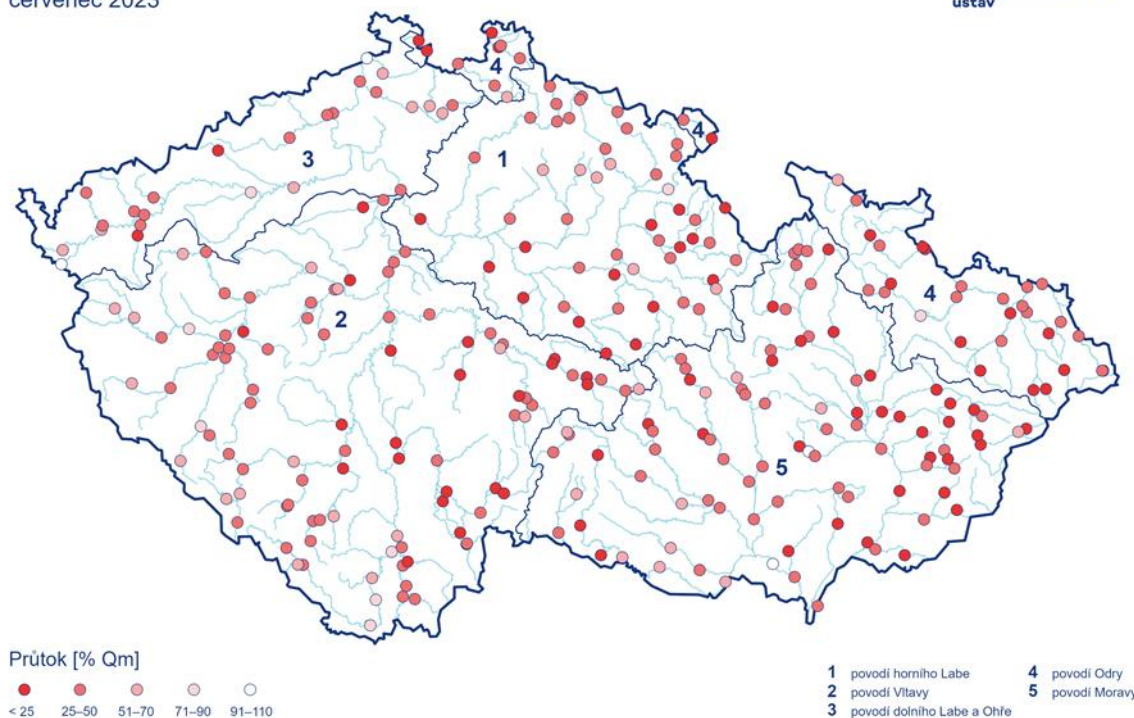 červenec 2023
ústav
4
4
3
1
4
2
5
Průtok [% Qm]
< 25 25–50 51–70 71–90 91–110
1 povodí horního Labe
2 povodí Vltavy
3 povodí dolního Labe a Ohře
4 povodí Odry
5 povodí Moravy